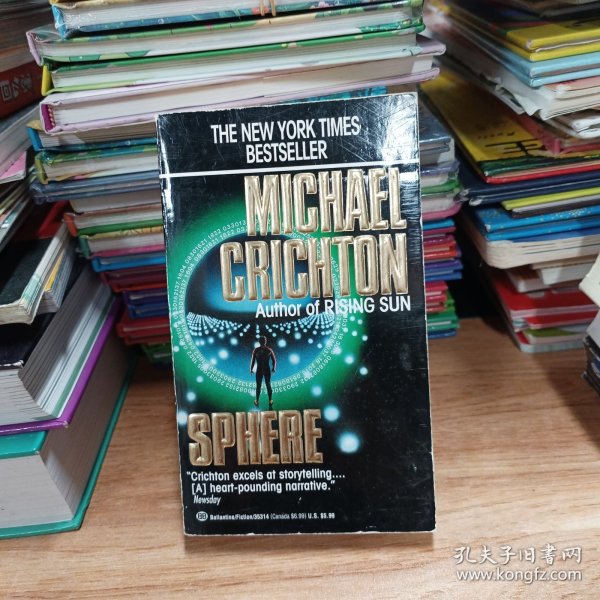 THE NEW YORK TIMES
BESTSELLER
MICHAEL
CRICHTON
Author of RISING SUN
SPHERE
"Crichton excels at storytelling....
[A] heart-pounding narrative."
Newsday
Ballantine/Fiction/35314 (Canada $6.99) U.S. $5.99
孔夫子旧书网
www.kongfz.com